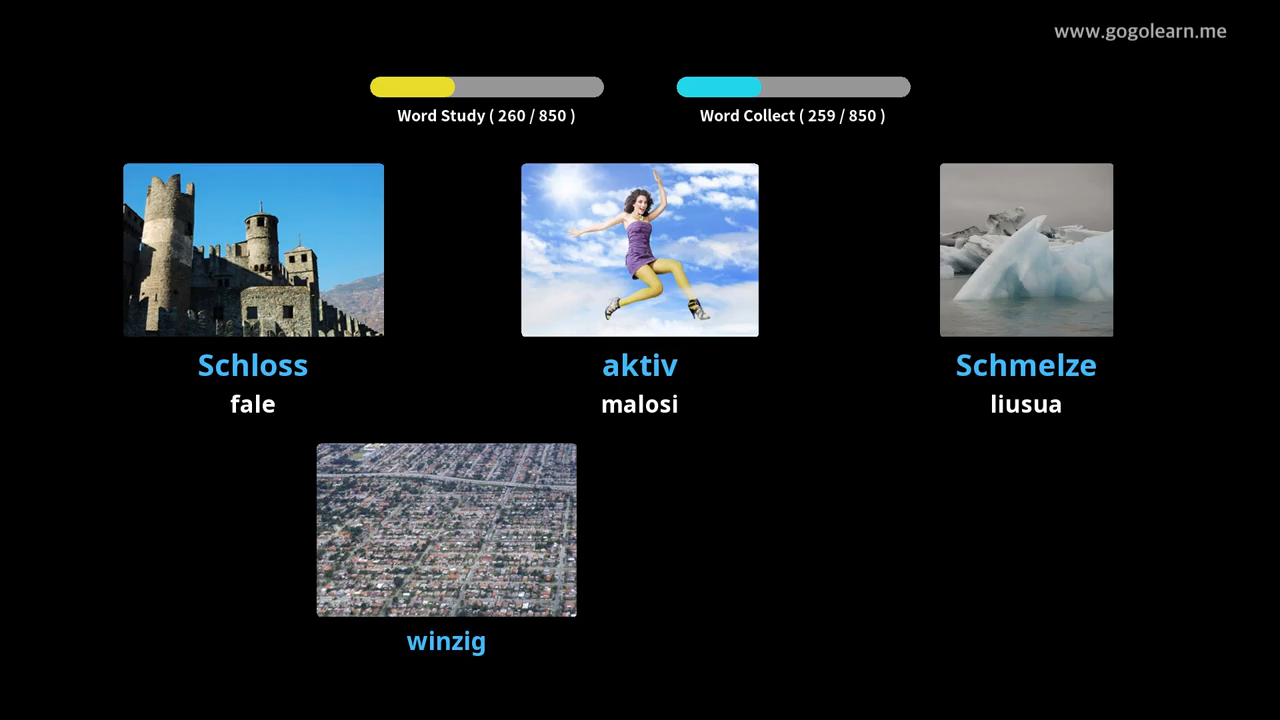 www.gogolearn.me
Word Study ( 260 / 850 )
Word Collect ( 259 / 850 )
Schloss
fale
aktiv
malosi
Schmelze
liusua
winzig